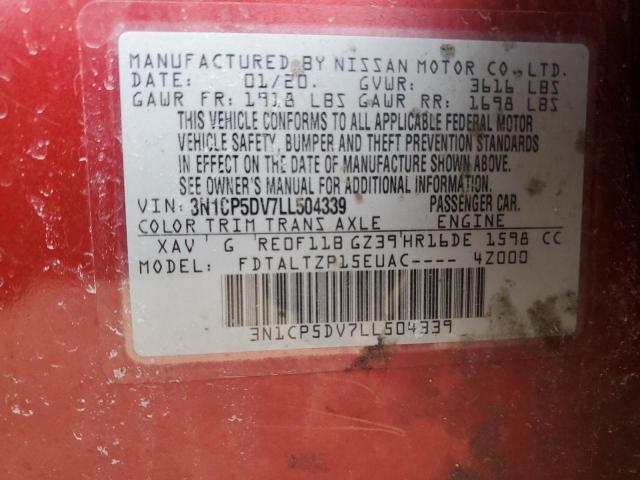 MANUFACTURED BY NISSAN MOTOR CO., LTD.
DATE: 01/20. GVWR: 3616 LBS
GAWR FR: 1918 LBS GAWR RR: 1698 LBS
THIS VEHICLE CONFORMS TO ALL APPLICABLE FEDERAL MOTOR
VEHICLE SAFETY, BUMPER AND THEFT PREVENTION STANDARDS
IN EFFECT ON THE DATE OF MANUFACTURE SHOWN ABOVE.
SEE OWNER'S MANUAL FOR ADDITIONAL INFORMATION.
VIN: 3N1CP5DV7LL504339 PASSENGER CAR.
COLOR TRIM TRANS AXLE ENGINE
XAV G RE0F11B GZ39 HR16DE 1598 CC
MODEL: FDTALTZP15EUAC---- 4Z000
3N1CP5DV7LL504339